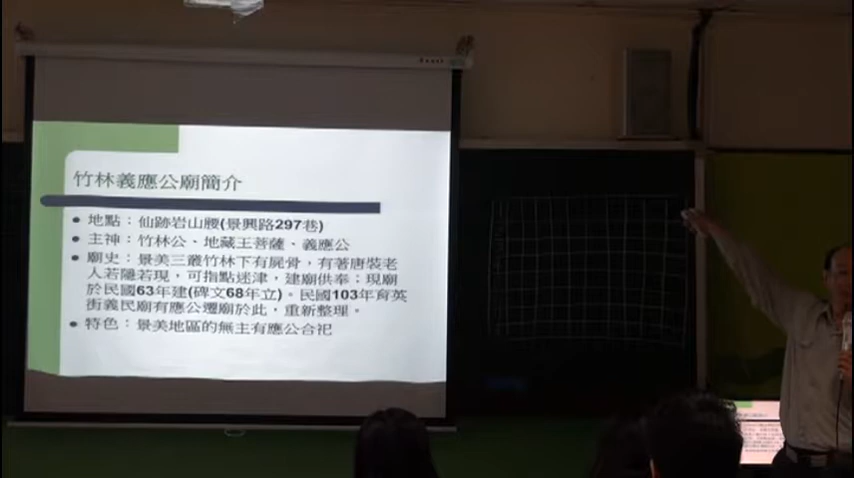 竹林義應公廟簡介
● 地點：仙跡岩山腰(景興路297巷)
● 主神：竹林公、地藏王菩薩、義應公
● 廟史：景美三叢竹林下有屍骨，有著唐裝老
人若隱若現，可指點迷津，建廟供奉；現廟
於民國63年建(碑文68年立)。民國103年育英
街義民廟有應公遷廟於此，重新整理。
● 特色：景美地區的無主有應公合祀